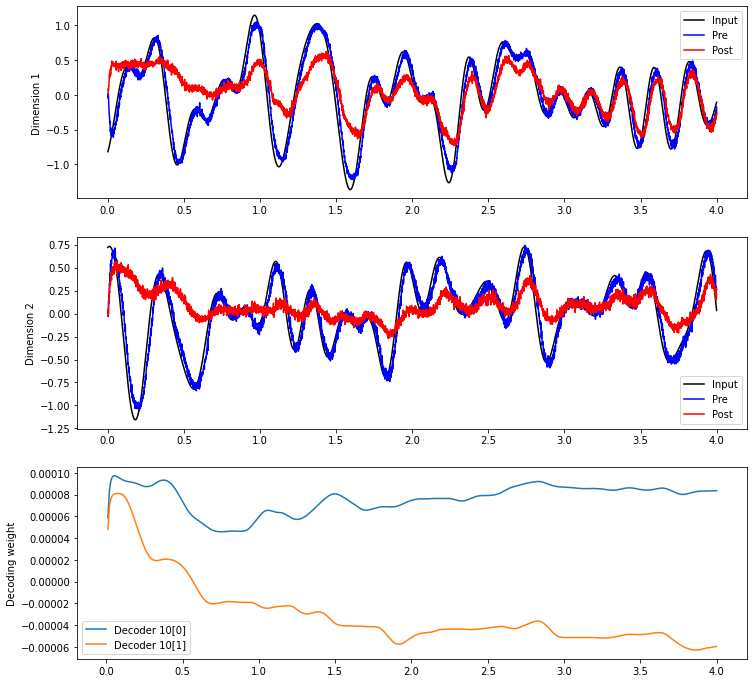 Dimension 1
1.0
0.5
0.0
−0.5
−1.0
Input
Pre
Post
0.0 0.5 1.0 1.5 2.0 2.5 3.0 3.5 4.0
Dimension 2
0.75
0.50
0.25
0.00
−0.25
−0.50
−0.75
−1.00
−1.25
Input
Pre
Post
0.0 0.5 1.0 1.5 2.0 2.5 3.0 3.5 4.0
Decoding weight
0.00010
0.00008
0.00006
0.00004
0.00002
0.00000
−0.00002
−0.00004
−0.00006
Decoder 10[0]
Decoder 10[1]
0.0 0.5 1.0 1.5 2.0 2.5 3.0 3.5 4.0